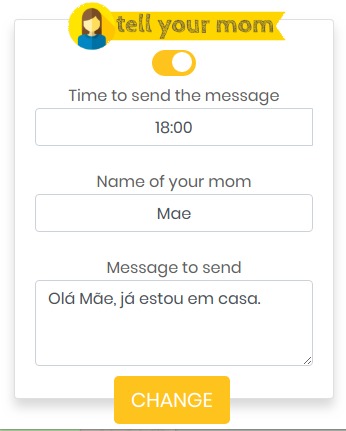 tell your mom
Time to send the message
18:00
Name of your mom
Mae
Message to send
Olá Mãe, já estou em casa.
CHANGE